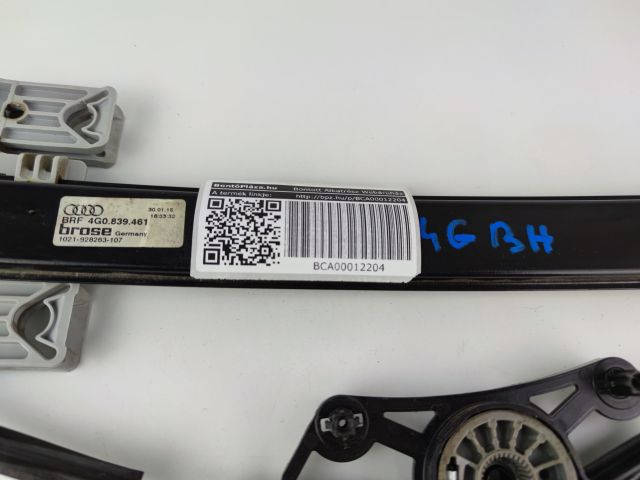 30.01.15
BRF 4G0.839.461 16:33:32
brose Germany
1021-928263-107
BontóPláza.hu Bontott Alkatrész Webáruház
A termék linkje: http://bpz.hu/p/BCA00012204
BCA00012204
4G BH